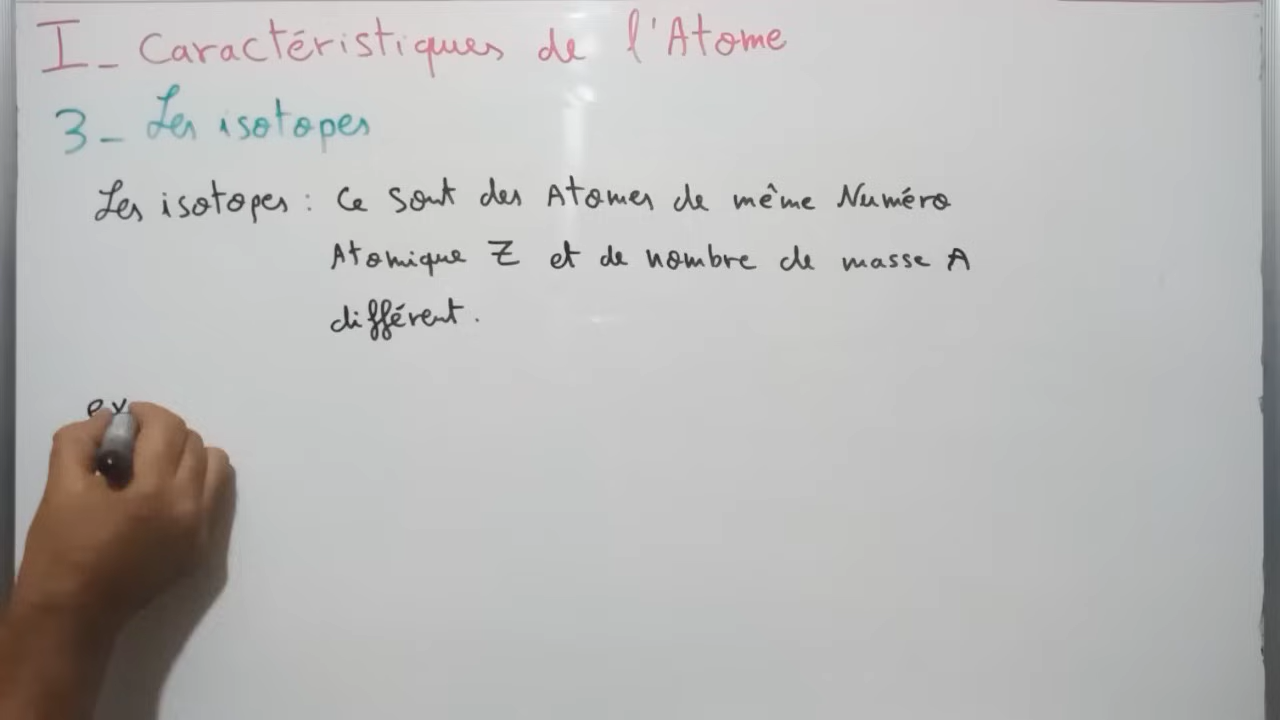 I_ Caractéristiques de l'Atome
3_ Les isotopes
Les isotopes : Ce sont des Atomes de même Numéro
Atomique Z et de nombre de masse A
différent.
ex